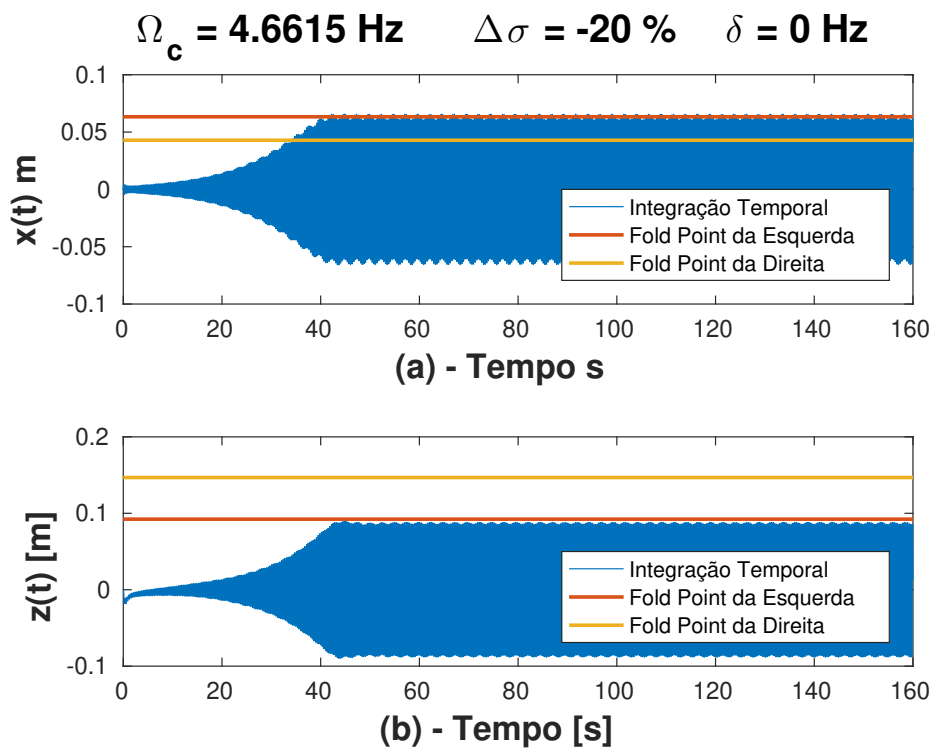 Ω_c = 4.6615 Hz Δσ = -20 % δ = 0 Hz
0.1
0.05
0
-0.05
-0.1
x(t) m
Integração Temporal
Fold Point da Esquerda
Fold Point da Direita
0 20 40 60 80 100 120 140 160
(a) - Tempo s
0.2
0.1
0
-0.1
z(t) [m]
Integração Temporal
Fold Point da Esquerda
Fold Point da Direita
0 20 40 60 80 100 120 140 160
(b) - Tempo [s]